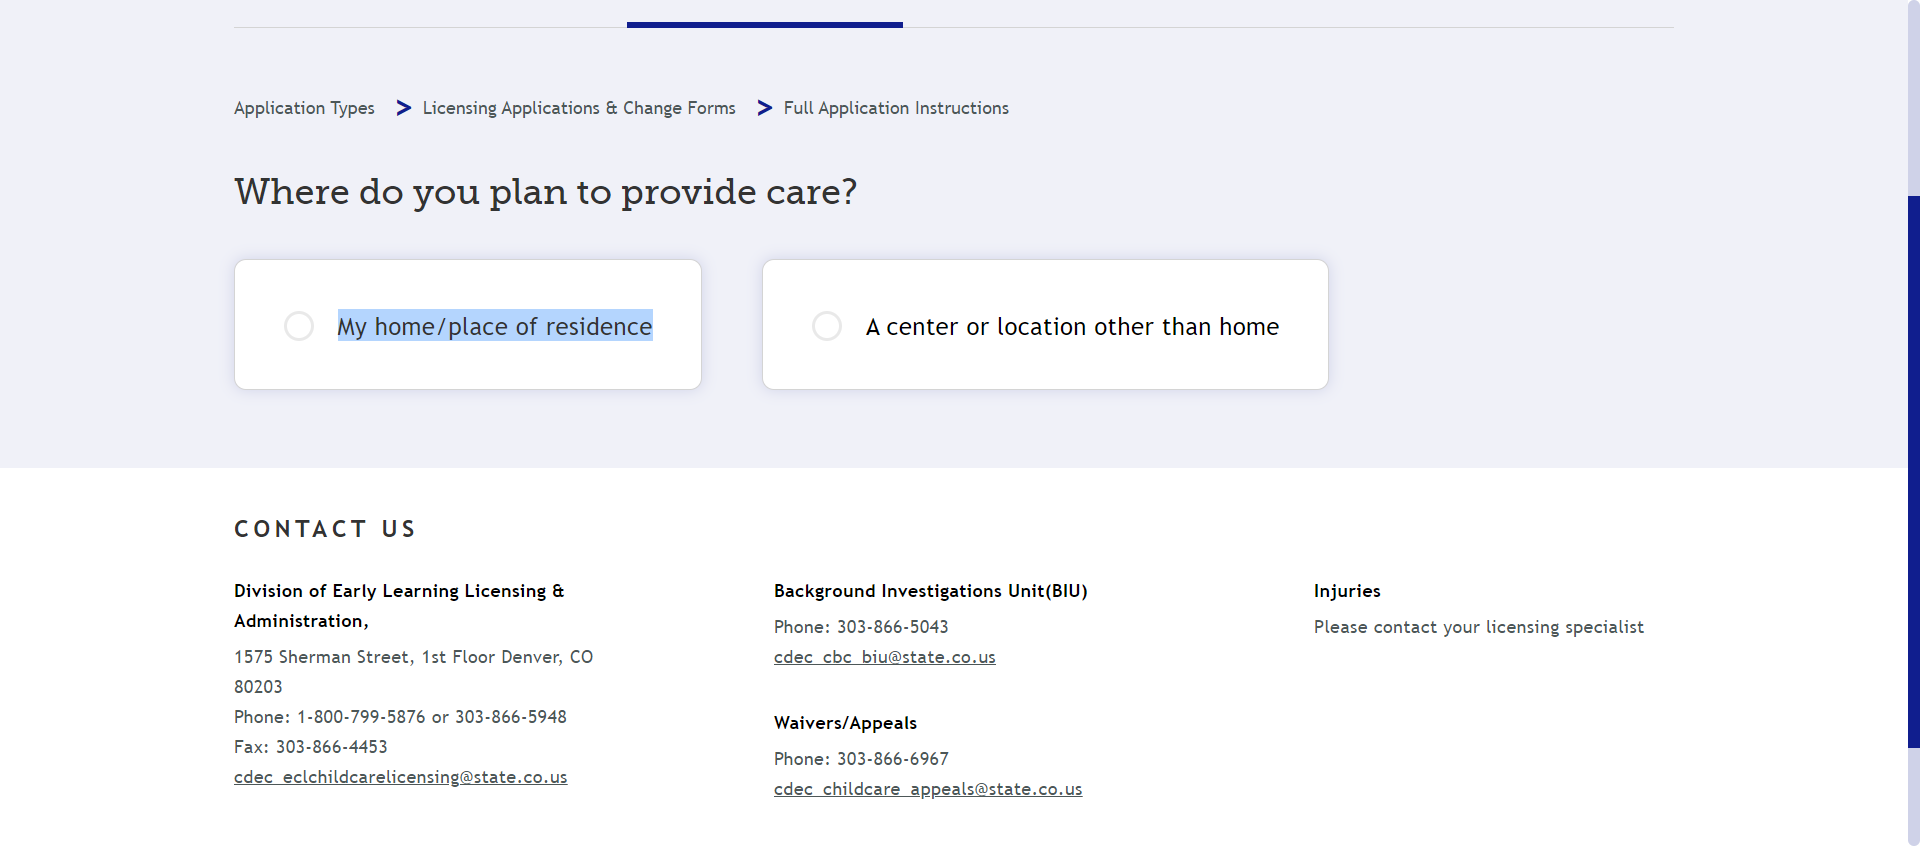 Application Types > Licensing Applications & Change Forms > Full Application Instructions
Where do you plan to provide care?
My home/place of residence
A center or location other than home
CONTACT US
Division of Early Learning Licensing &
Administration,
1575 Sherman Street, 1st Floor Denver, CO
80203
Phone: 1-800-799-5876 or 303-866-5948
Fax: 303-866-4453
cdec_eclchildcarelicensing@state.co.us
Background Investigations Unit(BIU)
Phone: 303-866-5043
cdec_cbc_biu@state.co.us
Waivers/Appeals
Phone: 303-866-6967
cdec_childcare_appeals@state.co.us
Injuries
Please contact your licensing specialist